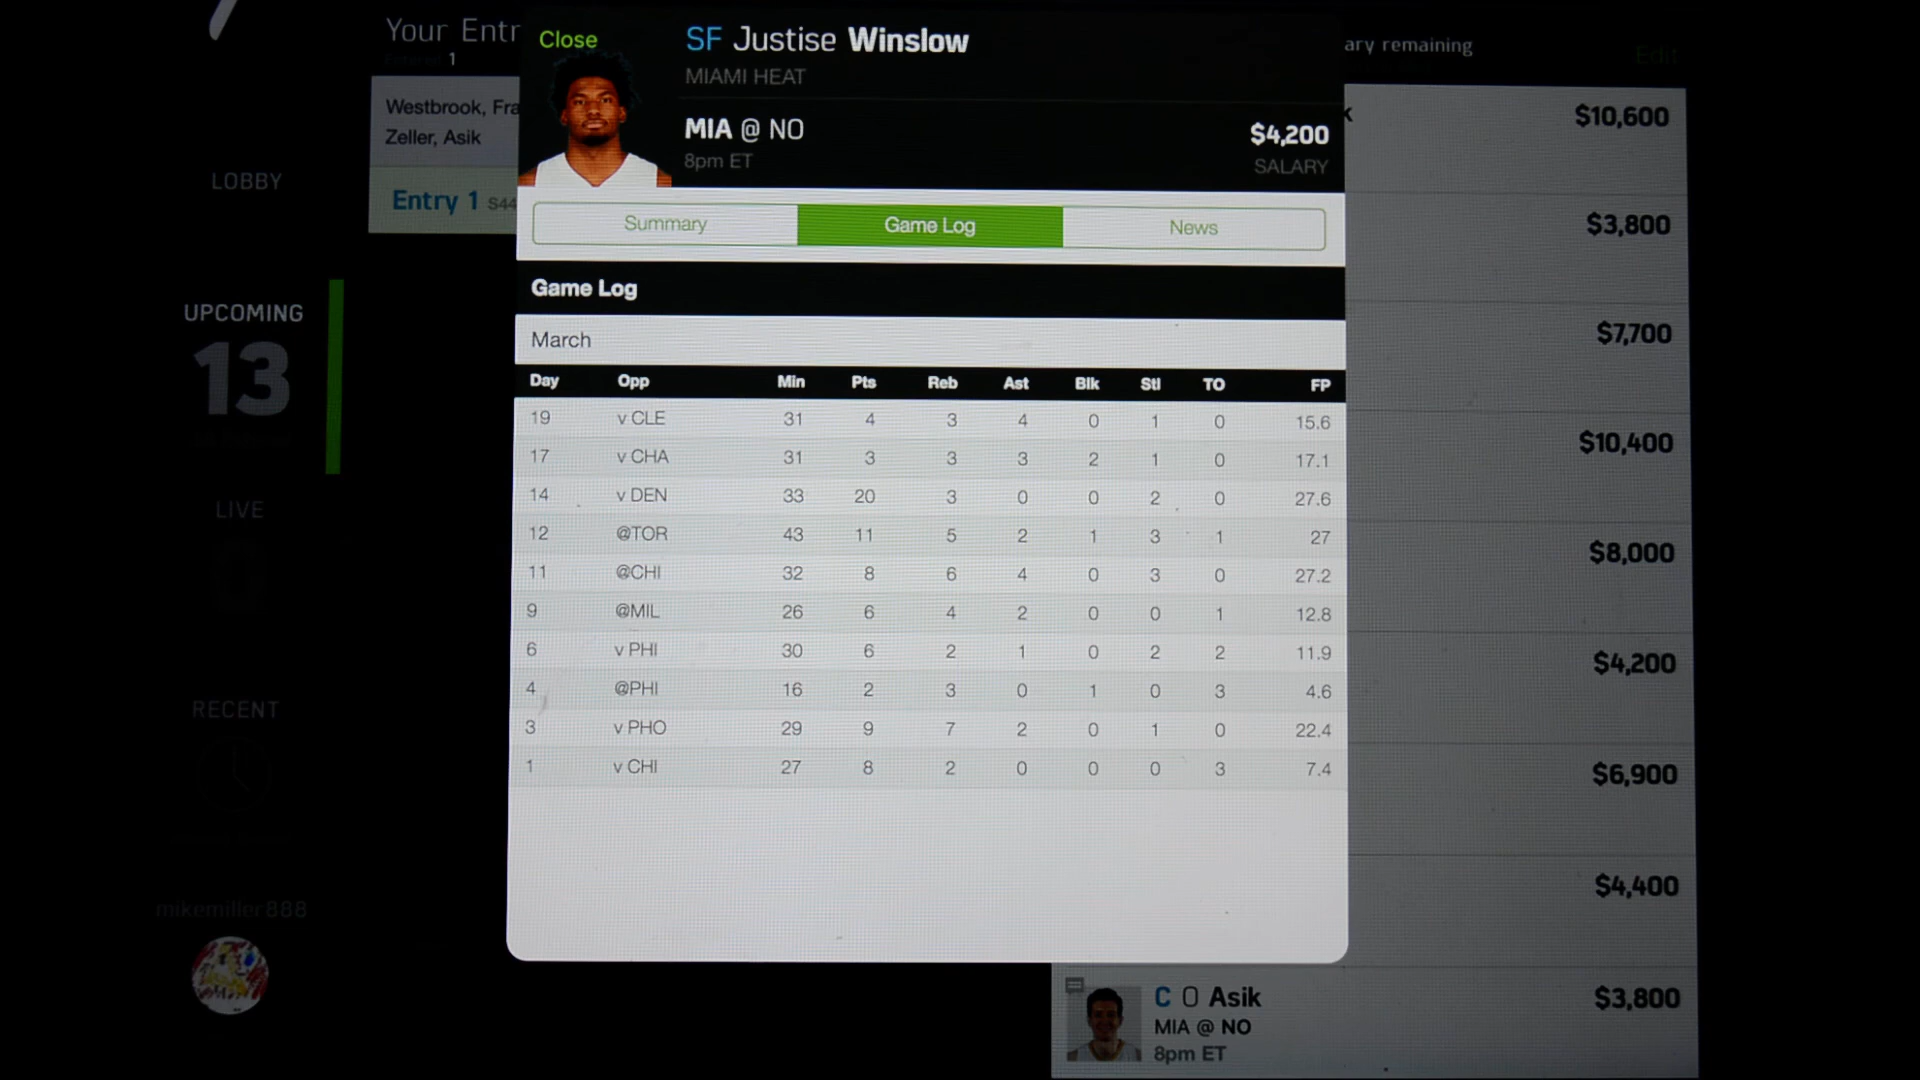 Your Entr
1
Westbrook, Fra
Zeller, Asik
Entry 1 $44
LOBBY
UPCOMING
13
LIVE
0
RECENT
mikemiller888
Close
SF Justise Winslow
MIAMI HEAT
MIA @ NO
8pm ET
$4,200
SALARY
Summary Game Log News
Game Log
March
Day Opp Min Pts Reb Ast Blk Stl TO FP
19 v CLE 31 4 3 4 0 1 0 15.6
17 v CHA 31 3 3 3 2 1 0 17.1
14 v DEN 33 20 3 0 0 2 0 27.6
12 @TOR 43 11 5 2 1 3 1 27
11 @CHI 32 8 6 4 0 3 0 27.2
9 @MIL 26 6 4 2 0 0 1 12.8
6 v PHI 30 6 2 1 0 2 2 11.9
4 @PHI 16 2 3 0 1 0 3 4.6
3 v PHO 29 9 7 2 0 1 0 22.4
1 v CHI 27 8 2 0 0 0 3 7.4
ary remaining
Edit
k
$10,600
$3,800
$7,700
$10,400
$8,000
$4,200
$6,900
$4,400
C O Asik
MIA @ NO
8pm ET
$3,800